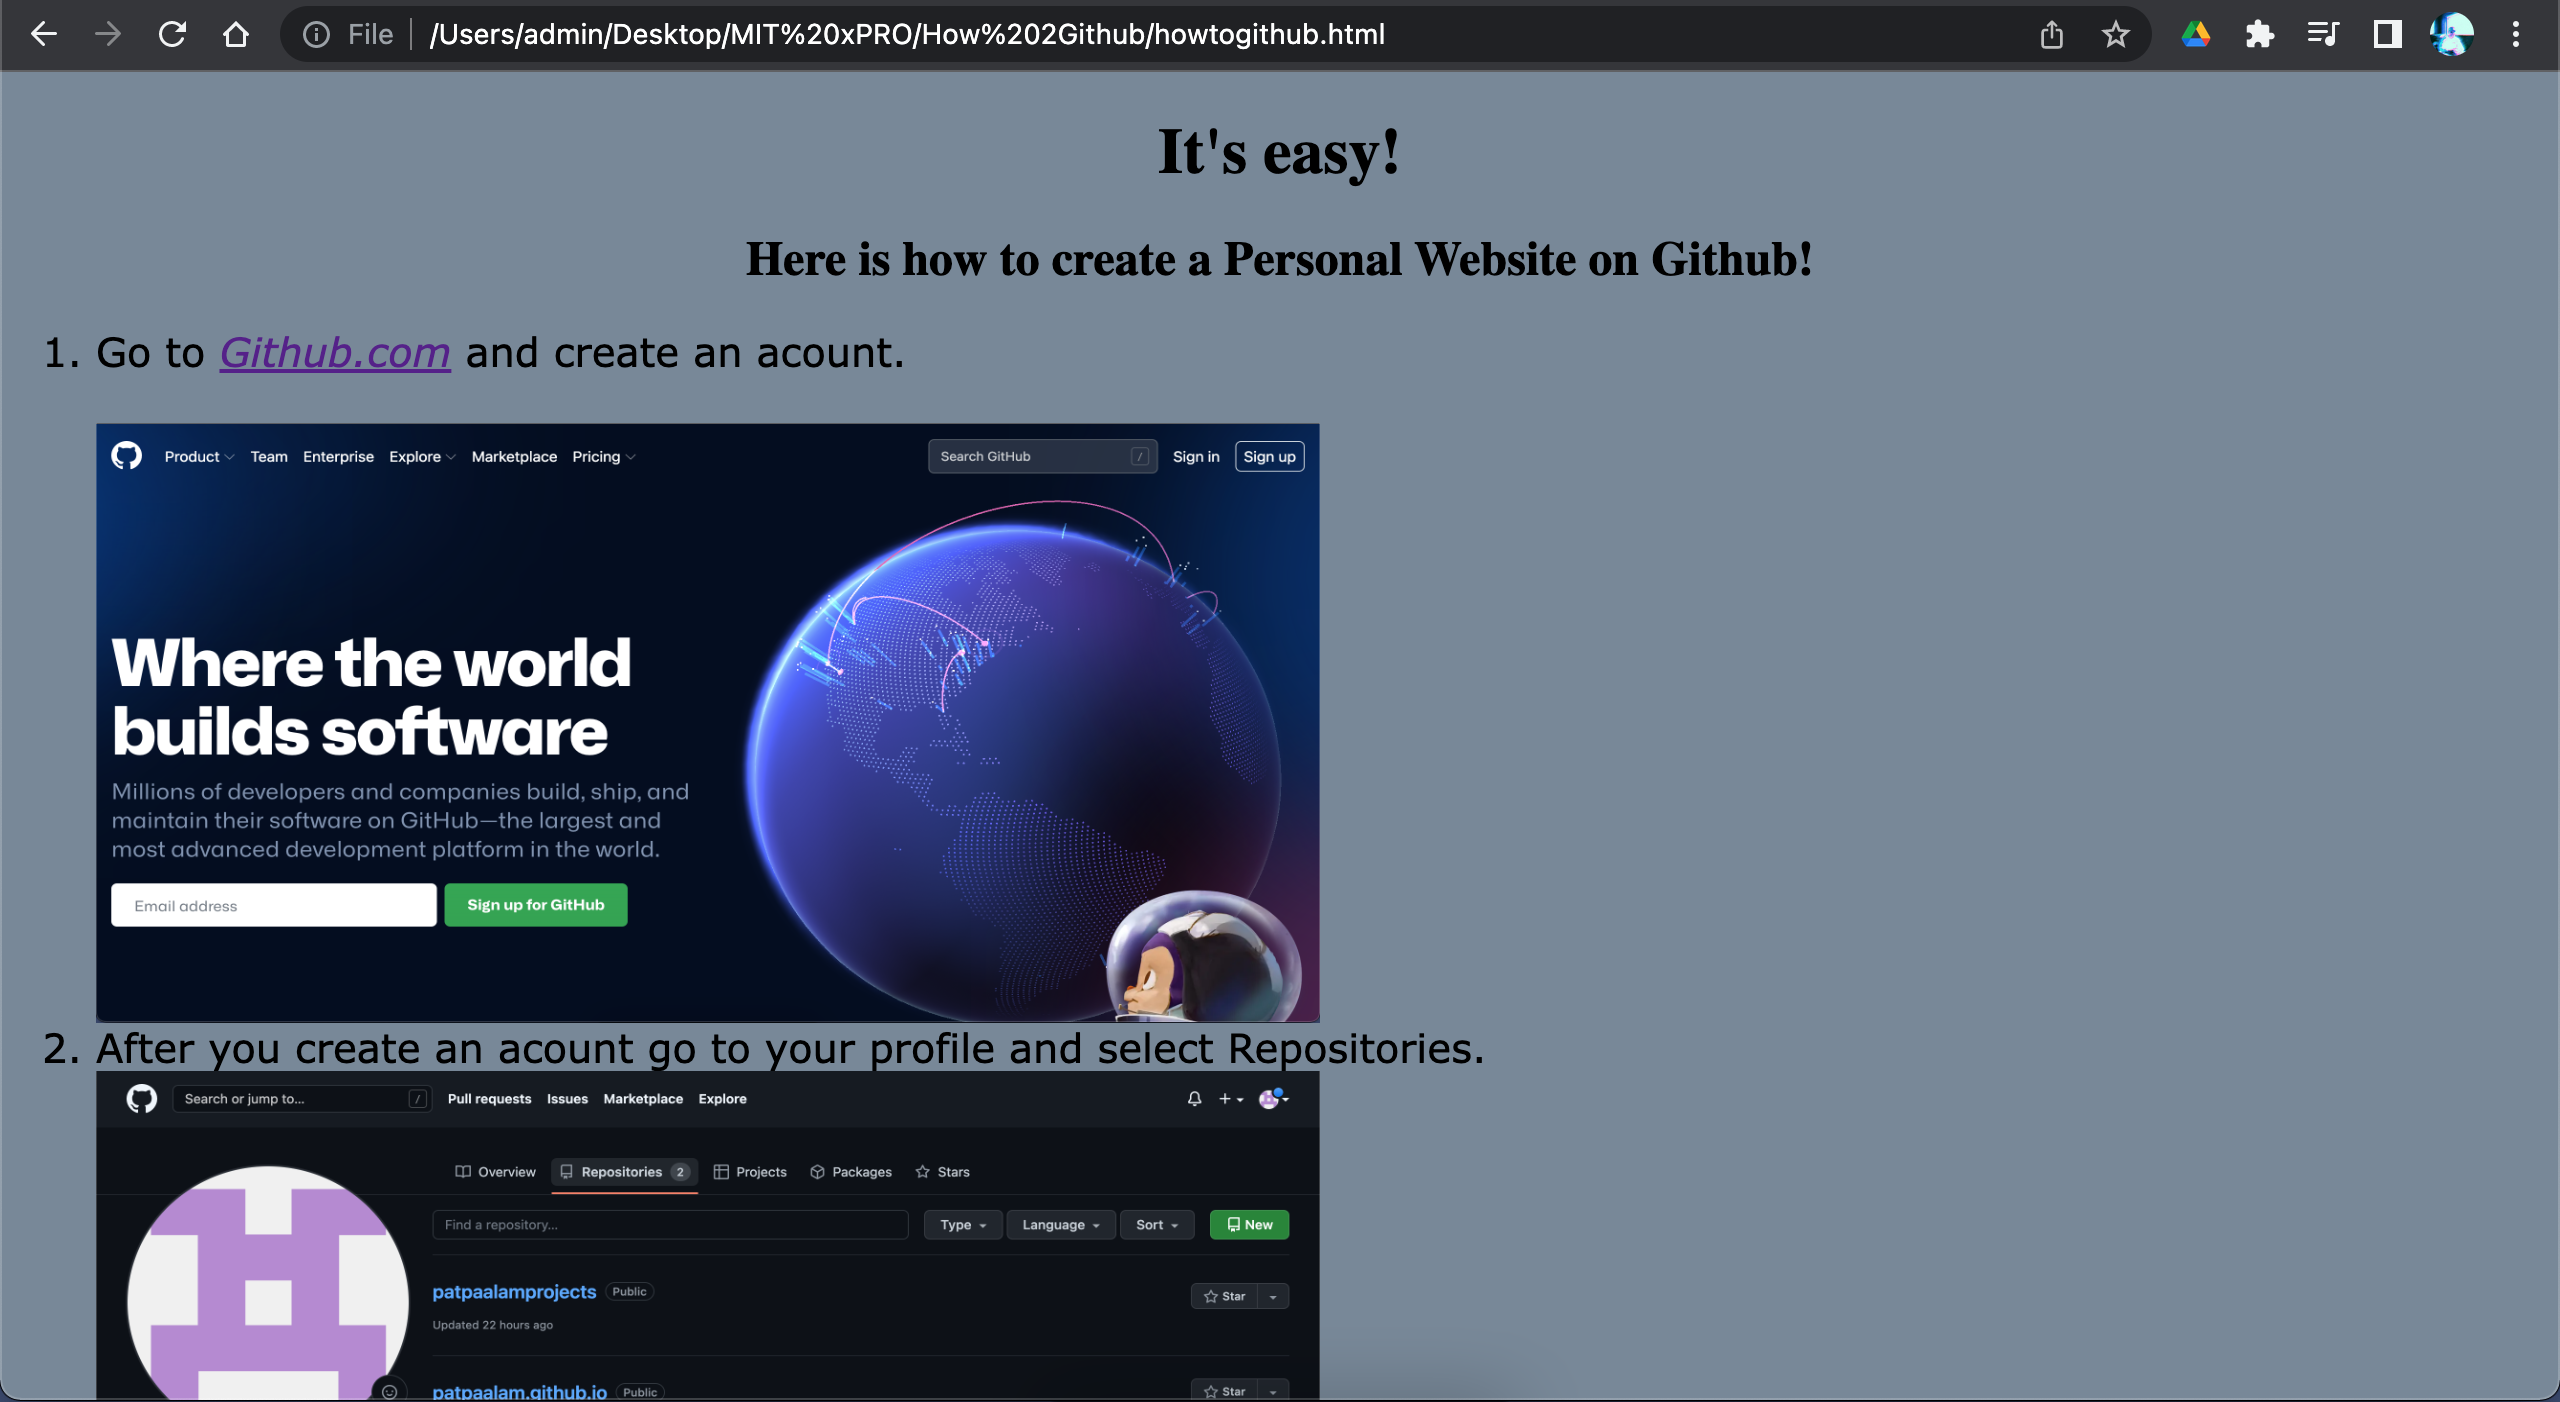 File /Users/admin/Desktop/MIT%20xPRO/How%202Github/howtogithub.html
It's easy!
Here is how to create a Personal Website on Github!
1. Go to Github.com and create an acount.
Product Team Enterprise Explore Marketplace Pricing Search GitHub / Sign in Sign up
Where the world
builds software
Millions of developers and companies build, ship, and
maintain their software on GitHub—the largest and
most advanced development platform in the world.
Email address Sign up for GitHub
2. After you create an acount go to your profile and select Repositories.
Search or jump to... / Pull requests Issues Marketplace Explore
Overview Repositories 2 Projects Packages Stars
Find a repository... Type Language Sort New
patpaalamprojects Public Star
Updated 22 hours ago
patpaalam.github.io Public Star